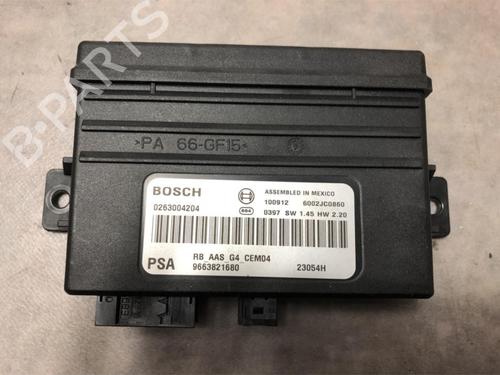 B-PARTS
>PA 66-GF15<
BOSCH
ASSEMBLED IN MEXICO
0263004204
100912 6002JC0860
0397 SW 1.45 HW 2.20
PSA
RB_AAS_G4_CEM04
9663821680
23054H